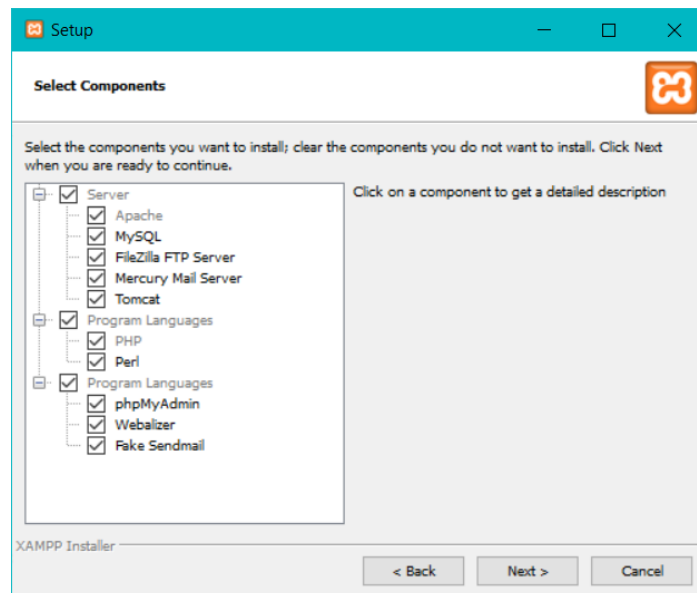 Setup
Select Components
Select the components you want to install; clear the components you do not want to install. Click Next
when you are ready to continue.
Server
Apache
MySQL
FileZilla FTP Server
Mercury Mail Server
Tomcat
Program Languages
PHP
Perl
Program Languages
phpMyAdmin
Webalizer
Fake Sendmail
Click on a component to get a detailed description
XAMPP Installer
< Back
Next >
Cancel